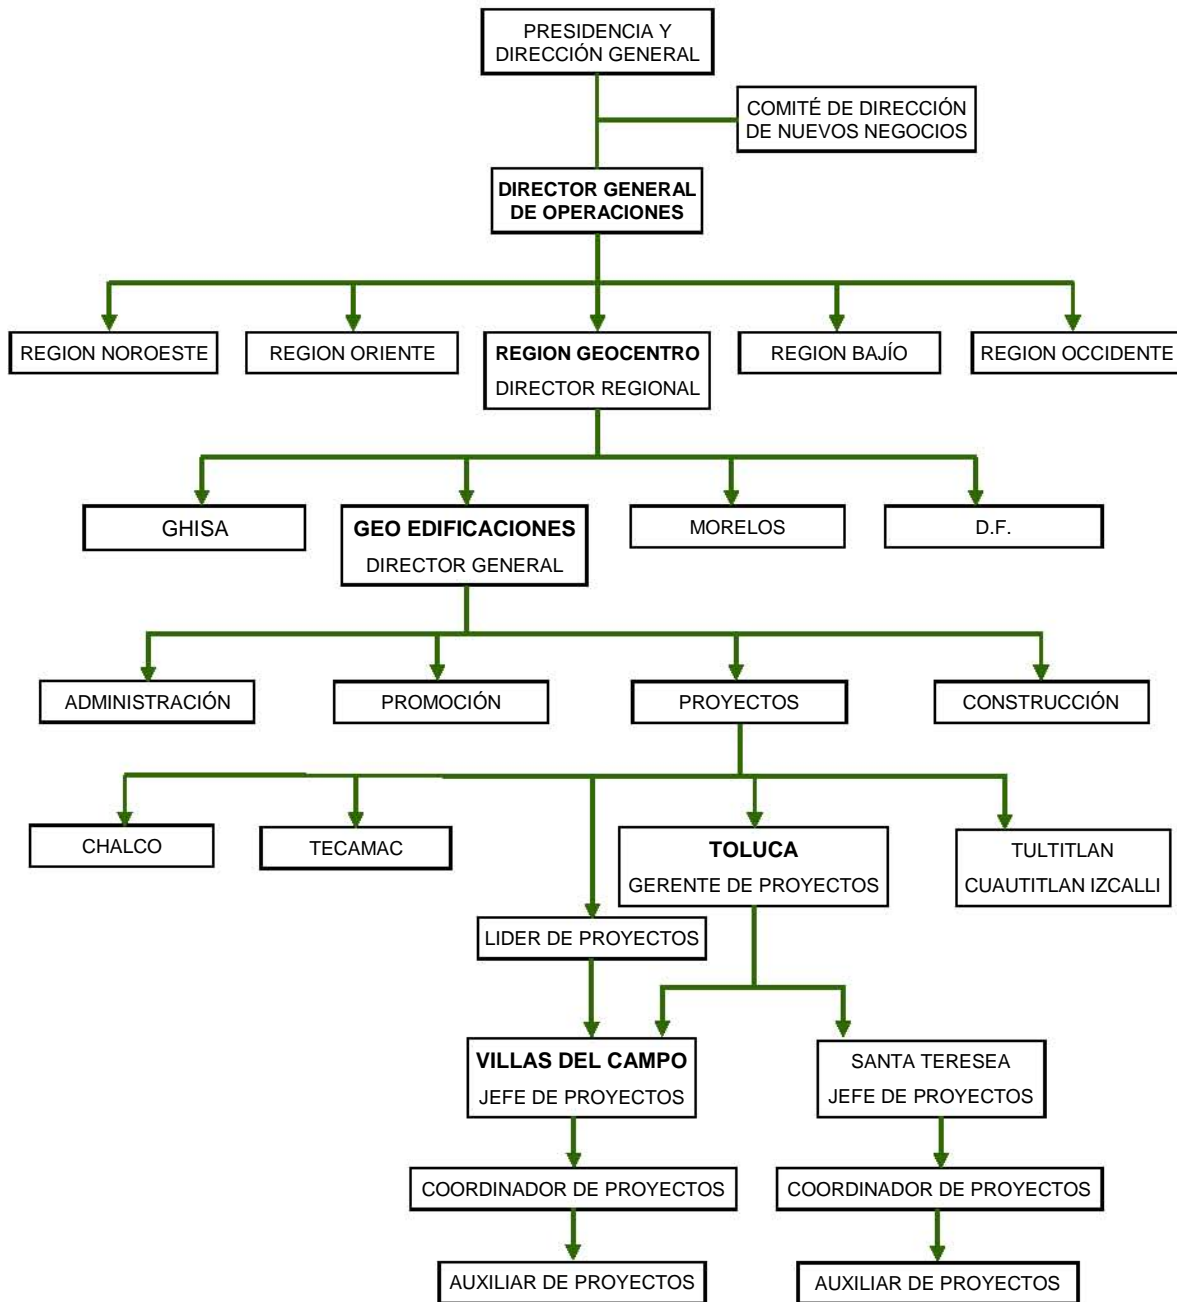 PRESIDENCIA Y
DIRECCIÓN GENERAL
COMITÉ DE DIRECCIÓN
DE NUEVOS NEGOCIOS
DIRECTOR GENERAL
DE OPERACIONES
REGION NOROESTE
REGION ORIENTE
REGION GEOCENTRO
DIRECTOR REGIONAL
REGION BAJÍO
REGION OCCIDENTE
GHISA
GEO EDIFICACIONES
DIRECTOR GENERAL
MORELOS
D.F.
ADMINISTRACIÓN
PROMOCIÓN
PROYECTOS
CONSTRUCCIÓN
CHALCO
TECAMAC
TOLUCA
GERENTE DE PROYECTOS
TULTITLAN
CUAUTITLAN IZCALLI
LIDER DE PROYECTOS
VILLAS DEL CAMPO
JEFE DE PROYECTOS
SANTA TERESEA
JEFE DE PROYECTOS
COORDINADOR DE PROYECTOS
COORDINADOR DE PROYECTOS
AUXILIAR DE PROYECTOS
AUXILIAR DE PROYECTOS